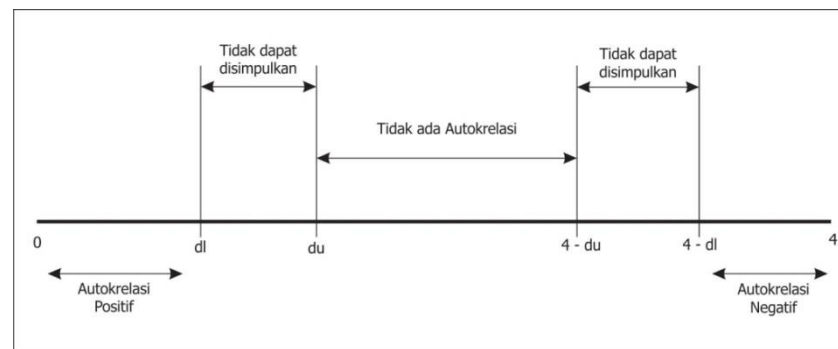 Tidak dapat
disimpulkan
Tidak dapat
disimpulkan
Tidak ada Autokrelasi
0
dl
du
4 - du
4 - dl
4
Autokrelasi
Positif
Autokrelasi
Negatif